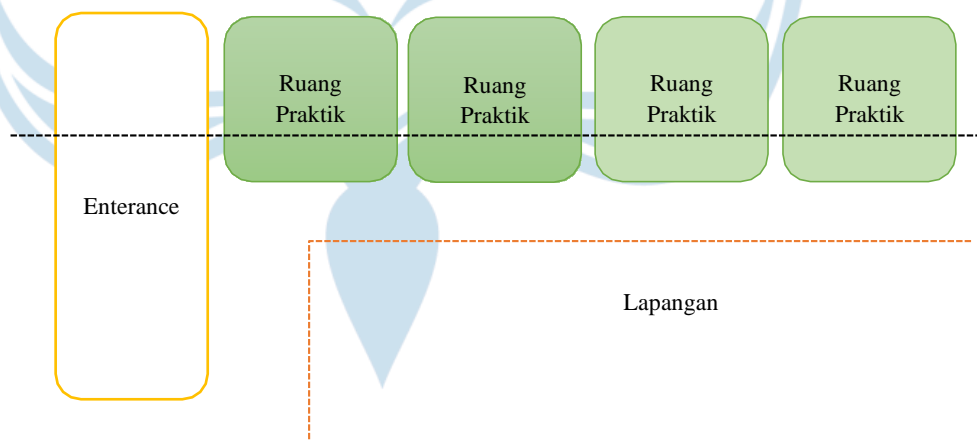 Ruang
Praktik
Ruang
Praktik
Ruang
Praktik
Ruang
Praktik
Enterance
Lapangan